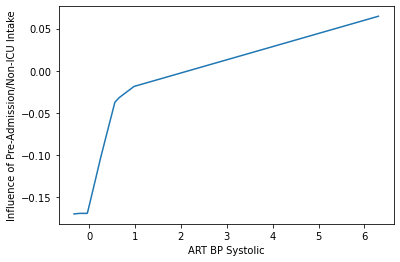 Influence of Pre-Admission/Non-ICU Intake
0.05
0.00
−0.05
−0.10
−0.15
0 1 2 3 4 5 6
ART BP Systolic